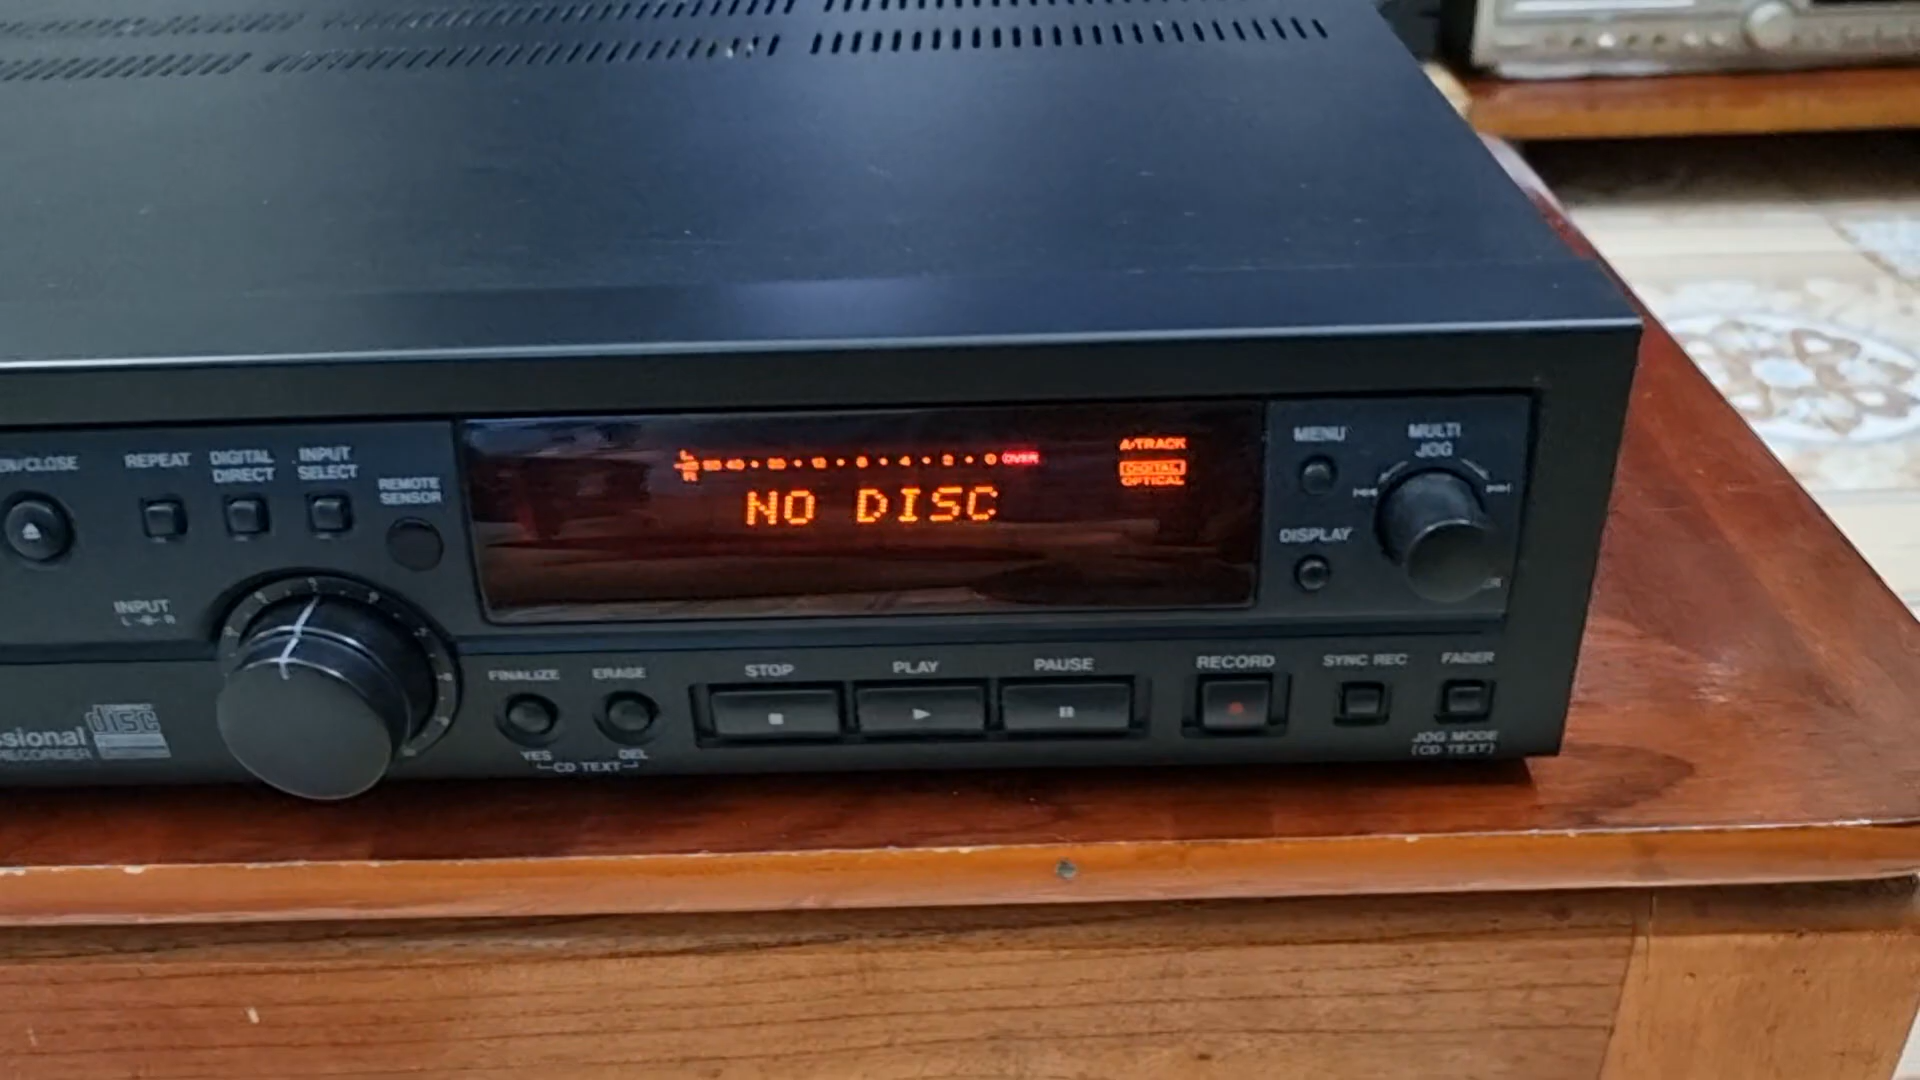 EN/CLOSE
REPEAT
DIGITAL
DIRECT
INPUT
SELECT
REMOTE
SENSOR
INPUT
L R
L
R
OVER
NO DISC
A-TRACK
DIGITAL
OPTICAL
MENU
MULTI
JOG
DISPLAY
ssional
RECORDER
disc
FINALIZE
YES
ERASE
DEL
CD TEXT
STOP
PLAY
PAUSE
RECORD
SYNC REC
FADER
JOG MODE
(CD TEXT)